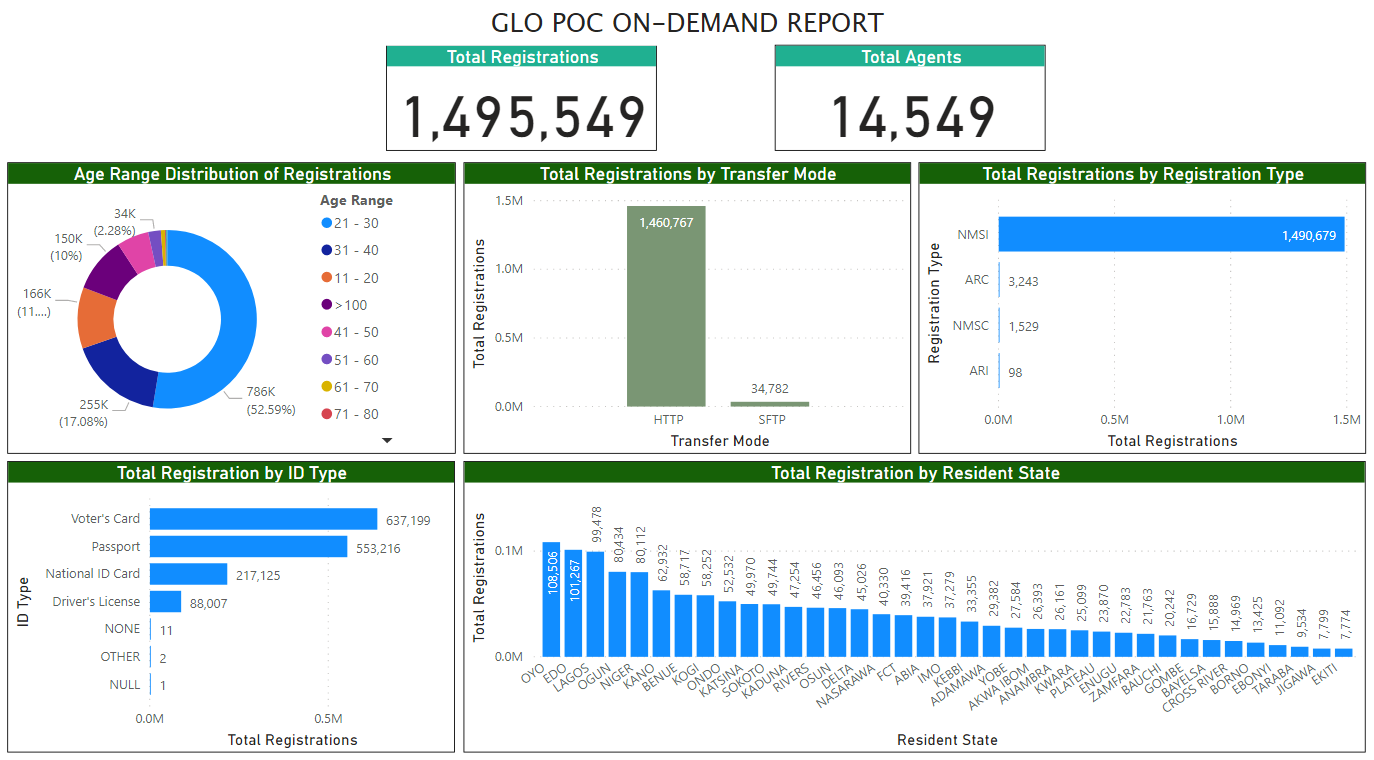 GLO POC ON-DEMAND REPORT
Total Registrations
1,495,549
Total Agents
14,549
Age Range Distribution of Registrations
34K
(2.28%)
150K
(10%)
166K
(11....)
255K
(17.08%)
786K
(52.59%)
Age Range
21 - 30
31 - 40
11 - 20
>100
41 - 50
51 - 60
61 - 70
71 - 80
Total Registrations by Transfer Mode
Total Registrations
1.5M
1.0M
0.5M
0.0M
1,460,767
34,782
HTTP
SFTP
Transfer Mode
Total Registrations by Registration Type
Registration Type
NMSI
1,490,679
ARC
3,243
NMSC
1,529
ARI
98
0.0M
0.5M
1.0M
1.5M
Total Registrations
Total Registration by ID Type
ID Type
Voter's Card
637,199
Passport
553,216
National ID Card
217,125
Driver's License
88,007
NONE
11
OTHER
2
NULL
1
0.0M
0.5M
Total Registrations
Total Registration by Resident State
Total Registrations
0.1M
0.0M
108,506
101,267
99,478
80,434
80,112
62,932
58,717
58,252
52,532
49,970
49,744
47,254
46,456
46,093
45,026
40,330
39,416
37,921
37,279
33,355
29,382
27,584
26,393
26,161
25,099
23,870
22,783
21,763
20,242
16,729
15,888
14,969
13,425
11,092
9,534
7,799
7,774
OYO
EDO
LAGOS
OGUN
NIGER
KANO
BENUE
KOGI
ONDO
KATSINA
SOKOTO
KADUNA
RIVERS
OSUN
DELTA
NASARAWA
FCT
ABIA
IMO
KEBBI
ADAMAWA
YOBE
AKWA IBOM
ANAMBRA
KWARA
PLATEAU
ENUGU
ZAMFARA
BAUCHI
GOMBE
BAYELSA
CROSS RIVER
BORNO
EBONYI
TARABA
JIGAWA
EKITI
Resident State